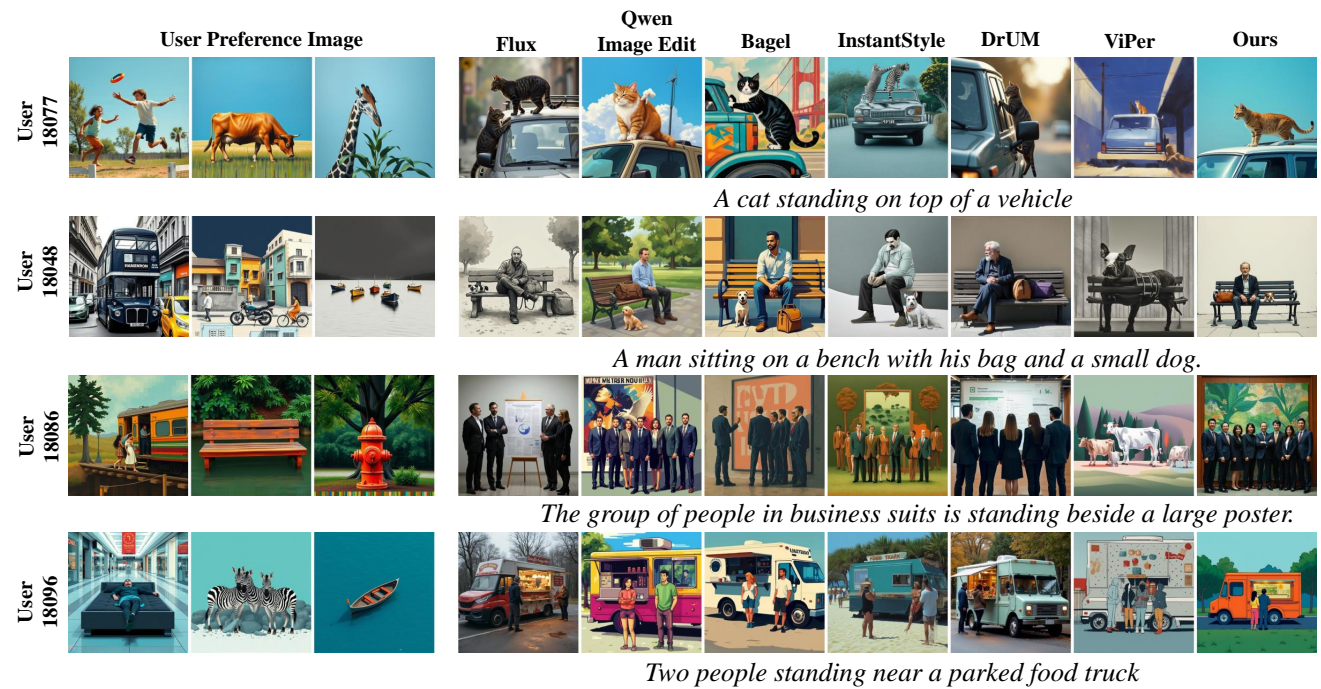 User Preference Image
Flux
Qwen
Image Edit
Bagel
InstantStyle
DrUM
ViPer
Ours
User
18077
A cat standing on top of a vehicle
User
18048
A man sitting on a bench with his bag and a small dog.
User
18086
The group of people in business suits is standing beside a large poster.
User
18096
FOOD TRUCK
Two people standing near a parked food truck